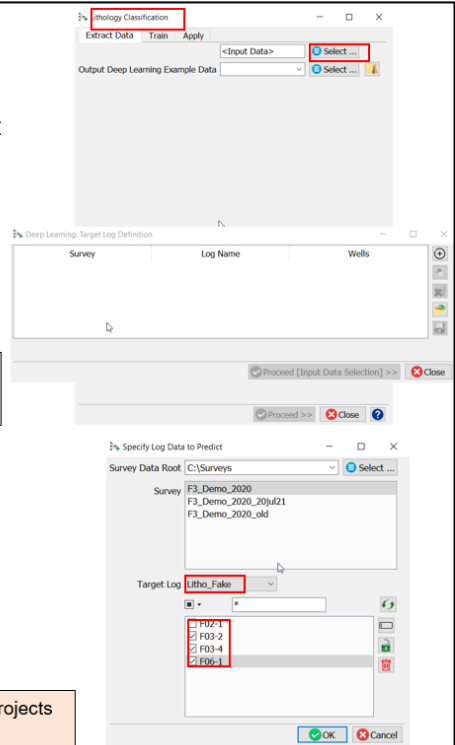 Lithology Classification
Extract Data Train Apply
<Input Data> Select ...
Output Deep Learning Example Data Select ...
Deep Learning: Target Log Definition
Survey Log Name Wells
Proceed [Input Data Selection] >> Close
Proceed >> Close ?
Specify Log Data to Predict
Survey Data Root C:\Surveys Select ...
Survey F3_Demo_2020
F3_Demo_2020_20jul21
F3_Demo_2020_old
Target Log Litho_Fake
*
F02-1
F03-2
F03-4
F06-1
rojects
OK Cancel